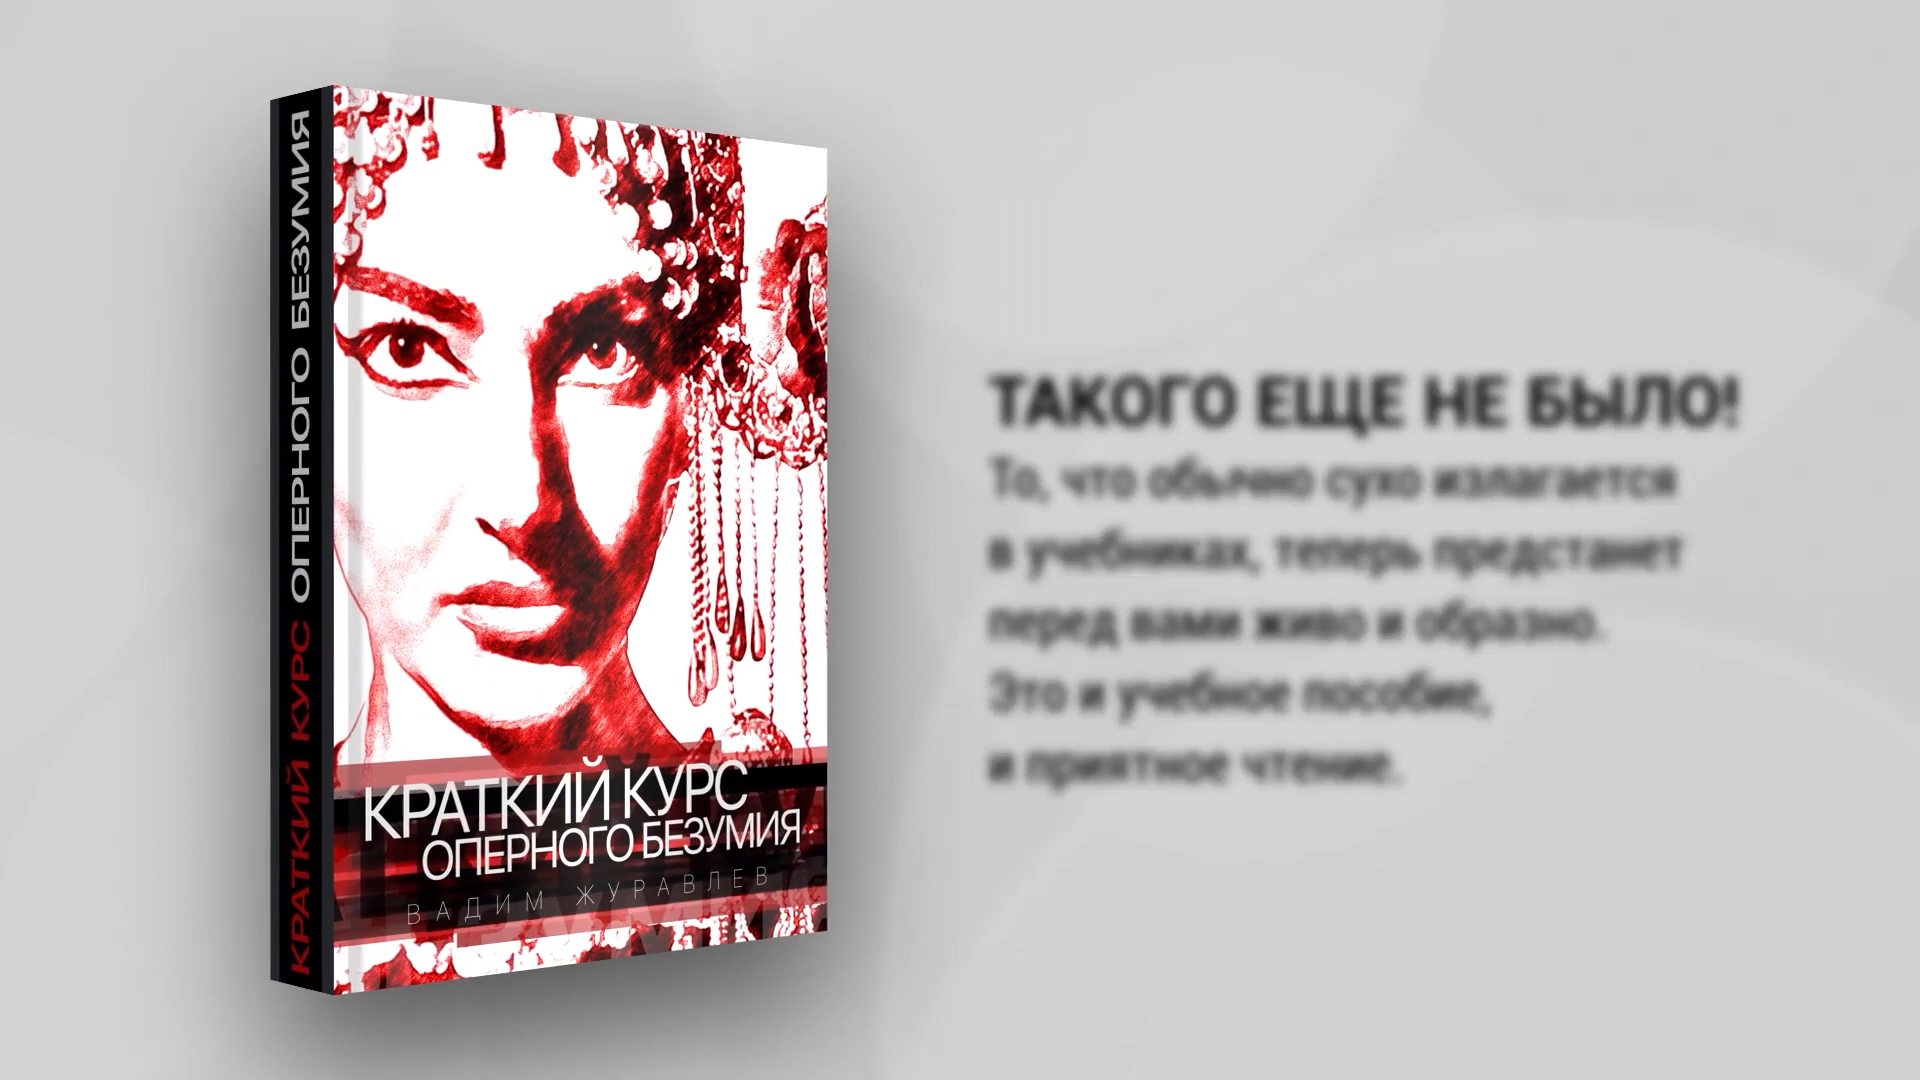 КРАТКИЙ КУРС ОПЕРНОГО БЕЗУМИЯ
КРАТКИЙ КУРС
ОПЕРНОГО БЕЗУМИЯ
ВАДИМ ЖУРАВЛЕВ
ТАКОГО ЕЩЕ НЕ БЫЛО!
То, что обычно сухо излагается
в учебниках, теперь предстанет
перед вами живо и образно.
Это и учебное пособие,
и приятное чтение.